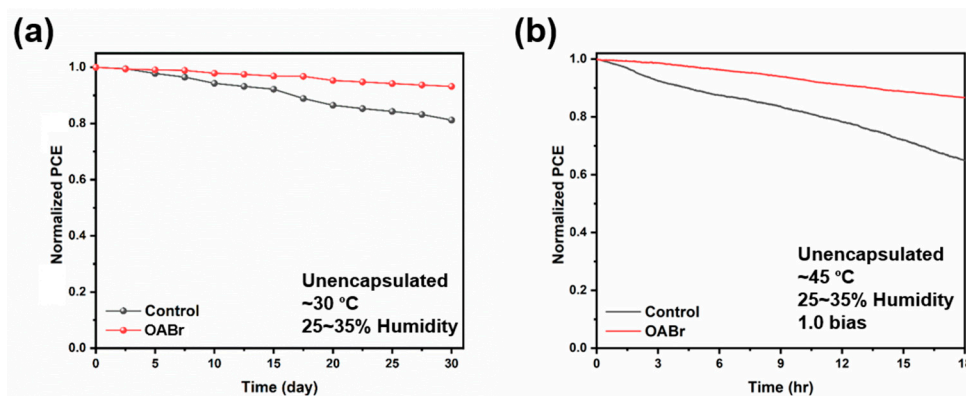 (a)
Normalized PCE
1.0
0.8
0.6
0.4
0.2
0.0
Control
OABr
Unencapsulated
~30 °C
25~35% Humidity
0 5 10 15 20 25 30
Time (day)
(b)
Normalized PCE
1.0
0.8
0.6
0.4
0.2
0.0
Control
OABr
Unencapsulated
~45 °C
25~35% Humidity
1.0 bias
0 3 6 9 12 15 18
Time (hr)